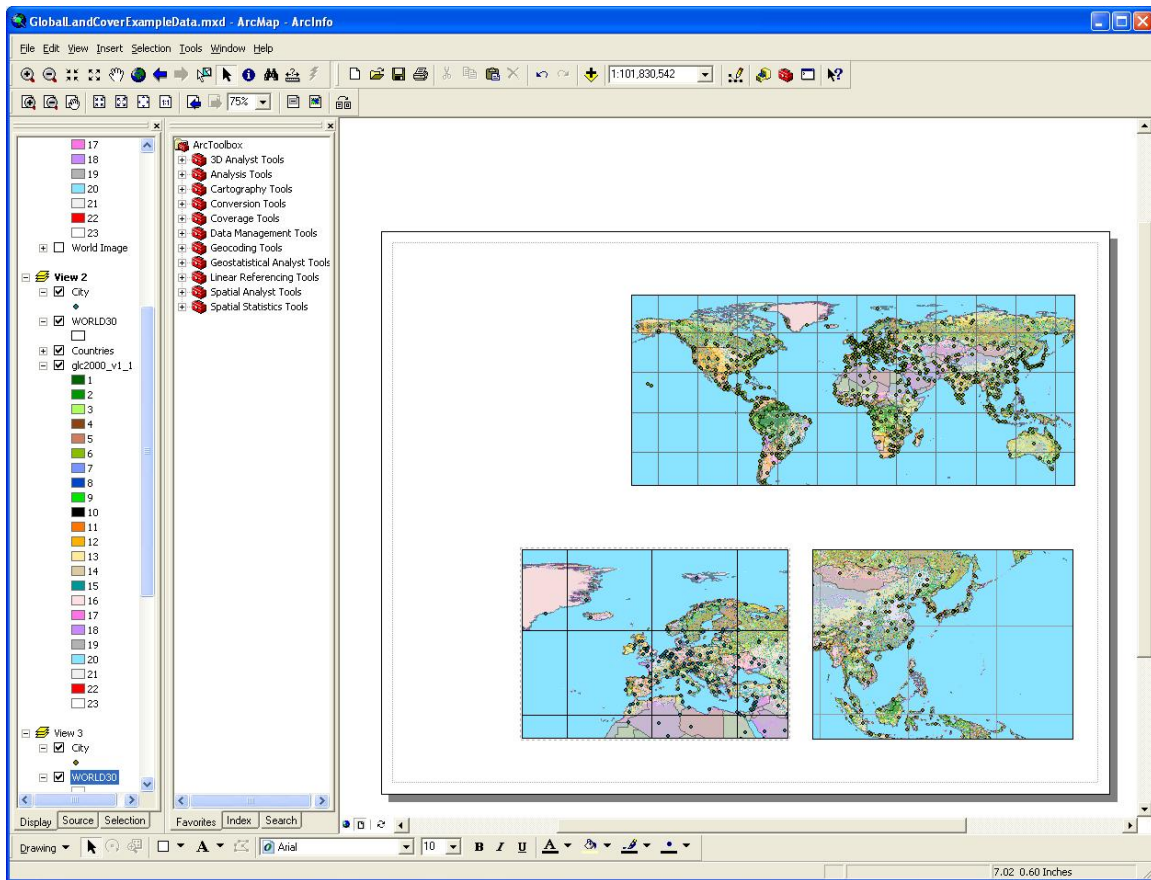 GlobalLandCoverExampleData.mxd - ArcMap - ArcInfo
File Edit View Insert Selection Tools Window Help
1:101,830,542
1:1
75%
17
18
19
20
21
22
23
World Image
View 2
City
WORLD30
Countries
glc2000_v1_1
1
2
3
4
5
6
7
8
9
10
11
12
13
14
15
16
17
18
19
20
21
22
23
View 3
City
WORLD30
Display Source Selection
ArcToolbox
3D Analyst Tools
Analysis Tools
Cartography Tools
Conversion Tools
Coverage Tools
Data Management Tools
Geocoding Tools
Geostatistical Analyst Tools
Linear Referencing Tools
Spatial Analyst Tools
Spatial Statistics Tools
Favorites Index Search
Drawing A Arial 10 B I U A
7.02 0.60 Inches